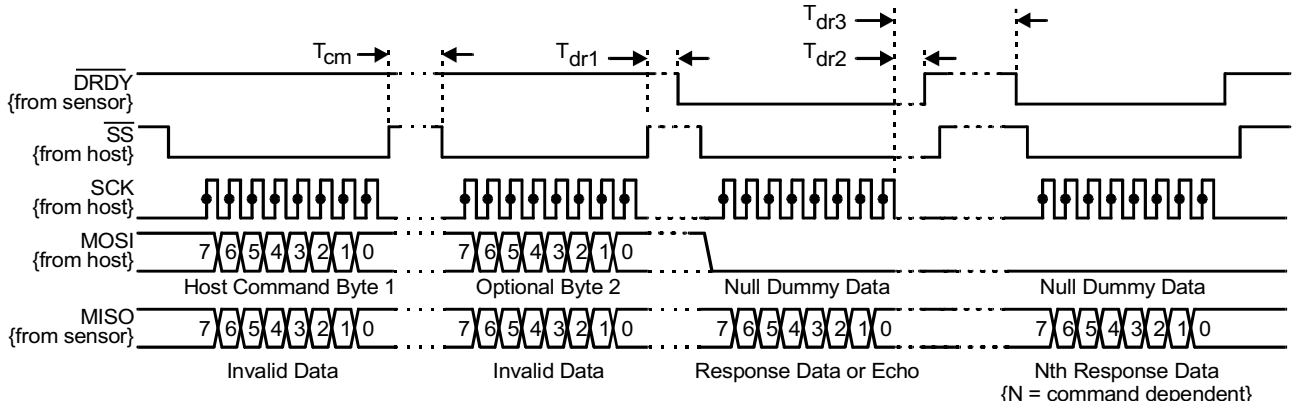 Tdr3
Tcm Tdr1 Tdr2
DRDY
{from sensor}
SS
{from host}
SCK
{from host}
MOSI
{from host}
7 6 5 4 3 2 1 0 7 6 5 4 3 2 1 0
Host Command Byte 1 Optional Byte 2 Null Dummy Data Null Dummy Data
MISO
{from sensor}
7 6 5 4 3 2 1 0 7 6 5 4 3 2 1 0 7 6 5 4 3 2 1 0 7 6 5 4 3 2 1 0
Invalid Data Invalid Data Response Data or Echo Nth Response Data
{N = command dependent}